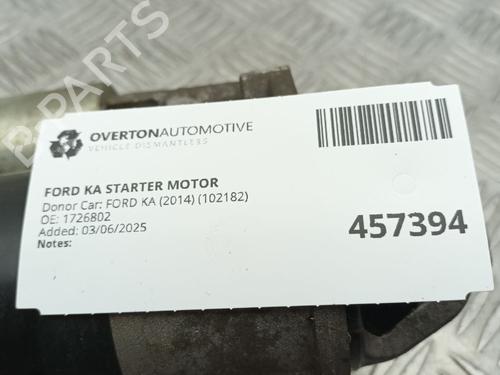 OVERTONAUTOMOTIVE
VEHICLE DISMANTLERS
FORD KA STARTER MOTOR
Donor Car: FORD KA (2014) (102182)
OE: 1726802
Added: 03/06/2025
Notes:
457394
B-PARTS